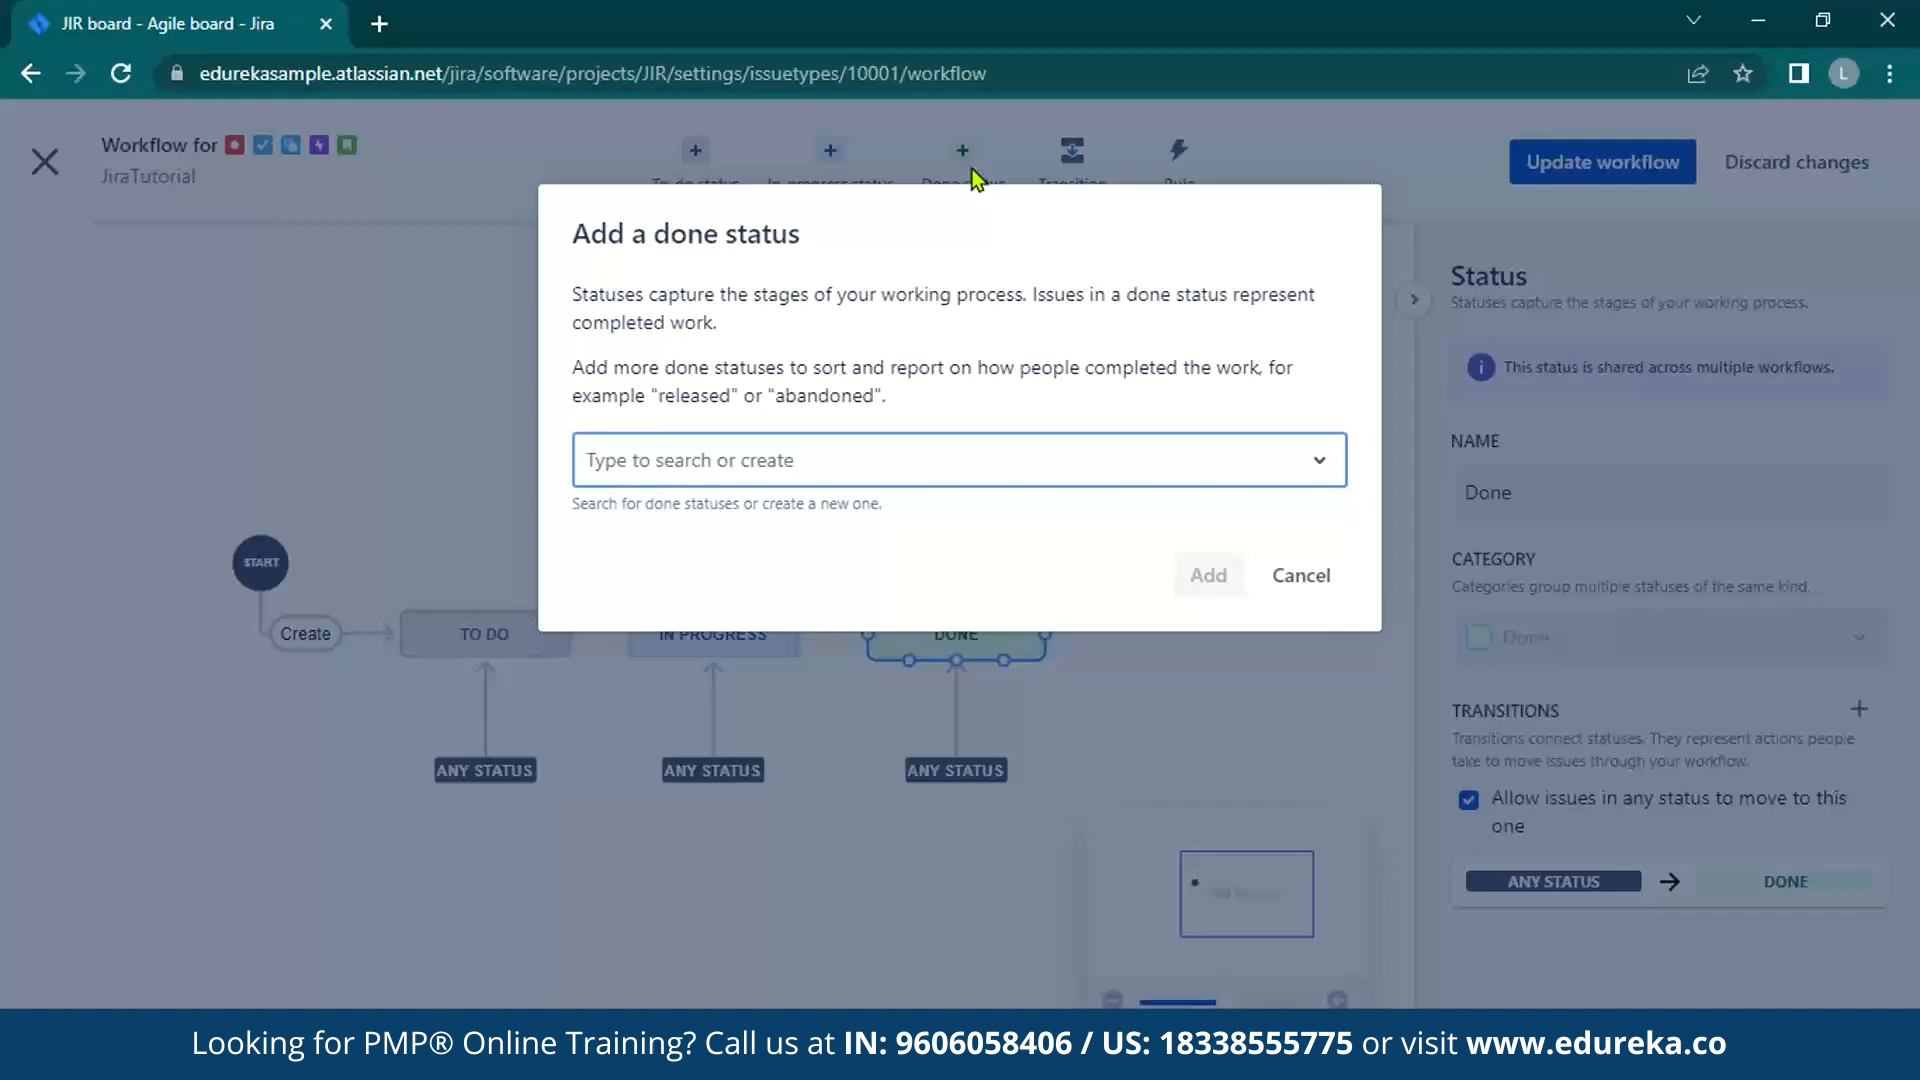 JIR board - Agile board - Jira
edurekasample.atlassian.net/jira/software/projects/JIR/settings/issuetypes/10001/workflow
L
Workflow for
JiraTutorial
Transition
Update workflow
Discard changes
Add a done status
Statuses capture the stages of your working process. Issues in a done status represent
completed work.
Add more done statuses to sort and report on how people completed the work, for
example "released" or "abandoned".
Type to search or create
Search for done statuses or create a new one.
Add
Cancel
Status
Statuses capture the stages of your working process.
This status is shared across multiple workflows.
NAME
Done
CATEGORY
Categories group multiple statuses of the same kind.
Done
TRANSITIONS
Transitions connect statuses. They represent actions people
take to move issues through your workflow.
Allow issues in any status to move to this
one
ANY STATUS
DONE
START
Create
TO DO
IN PROGRESS
DONE
ANY STATUS
ANY STATUS
ANY STATUS
Looking for PMP® Online Training? Call us at IN: 9606058406 / US: 18338555775 or visit www.edureka.co